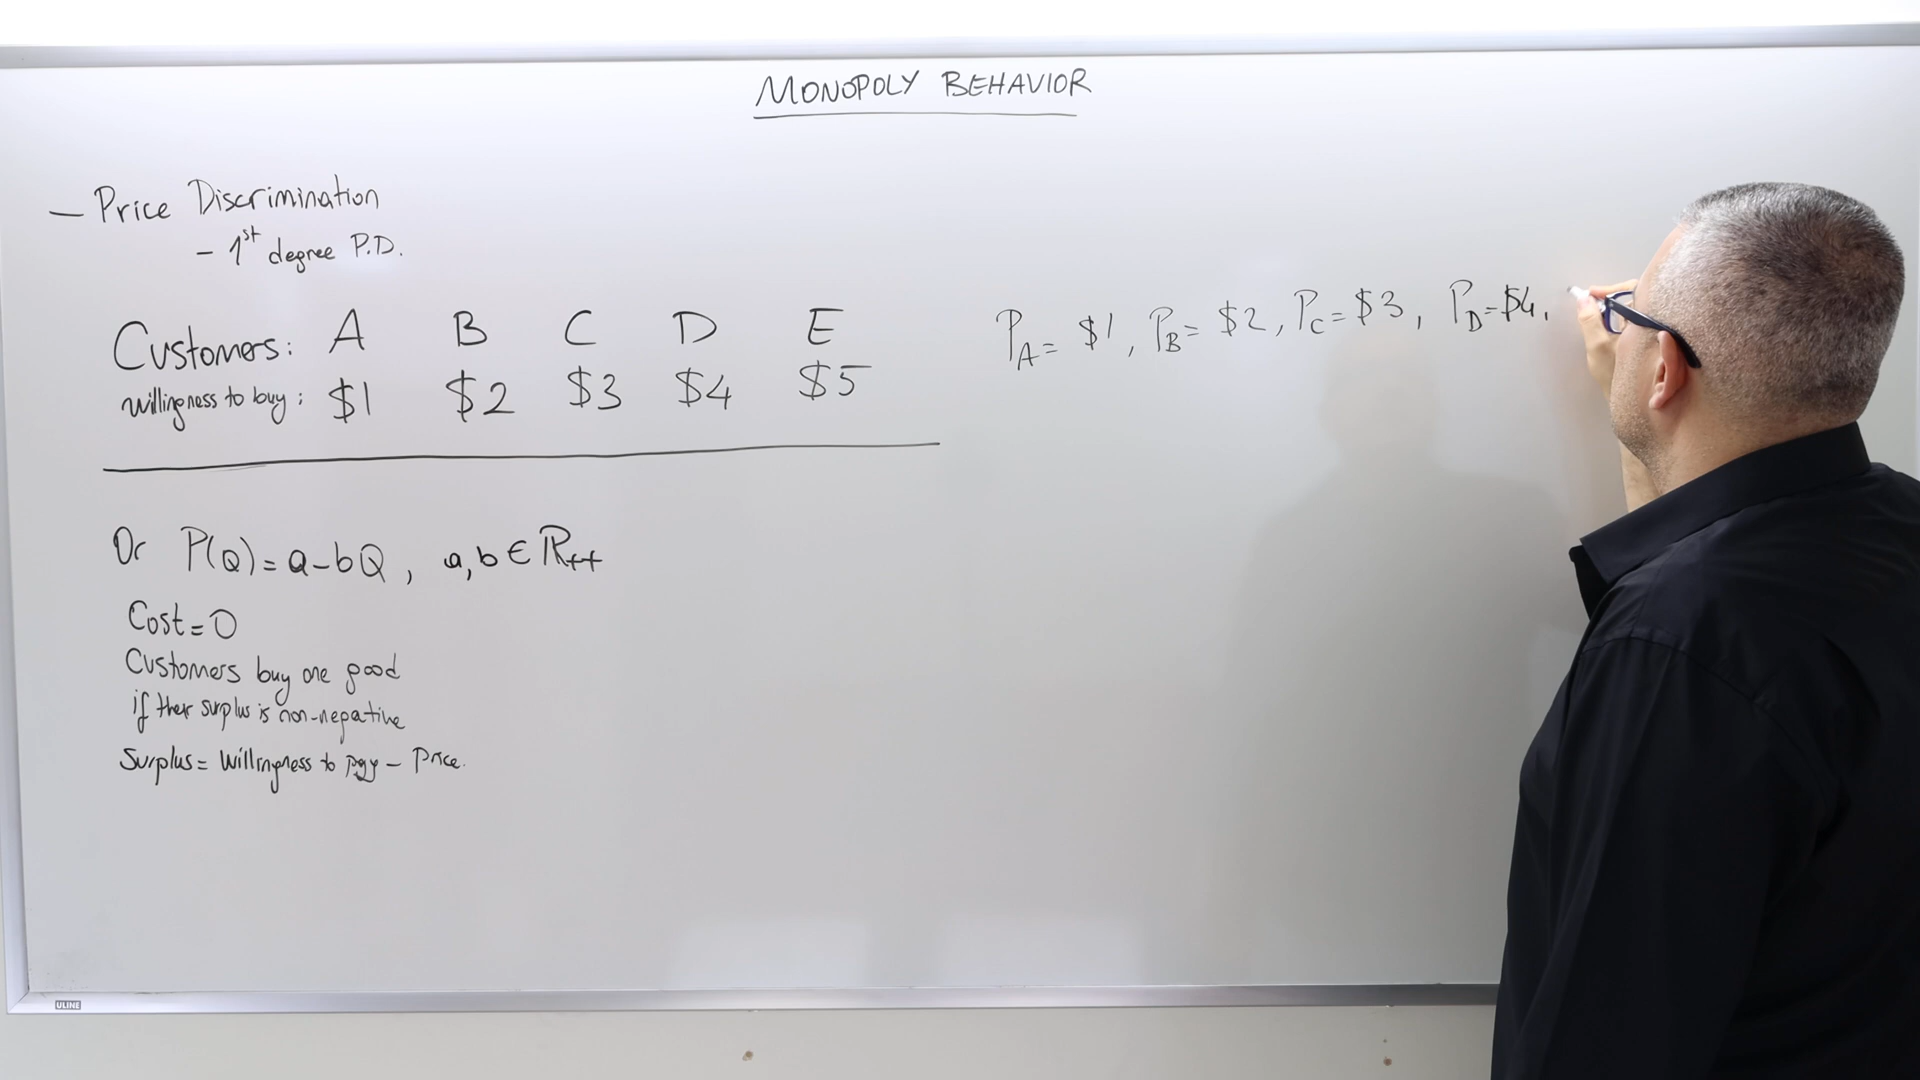 MONOPOLY BEHAVIOR
— Price Discrimination
- 1st degree P.D.
Customers: A B C D E
willingness to buy: $1 $2 $3 $4 $5
P_A = $1, P_B = $2, P_C = $3, P_D = $4,
Or P(Q) = a - bQ, a, b ∈ ℝ_++
Cost = 0
Customers buy one good
if their surplus is non-negative
Surplus = Willingness to pay - Price.
ULINE